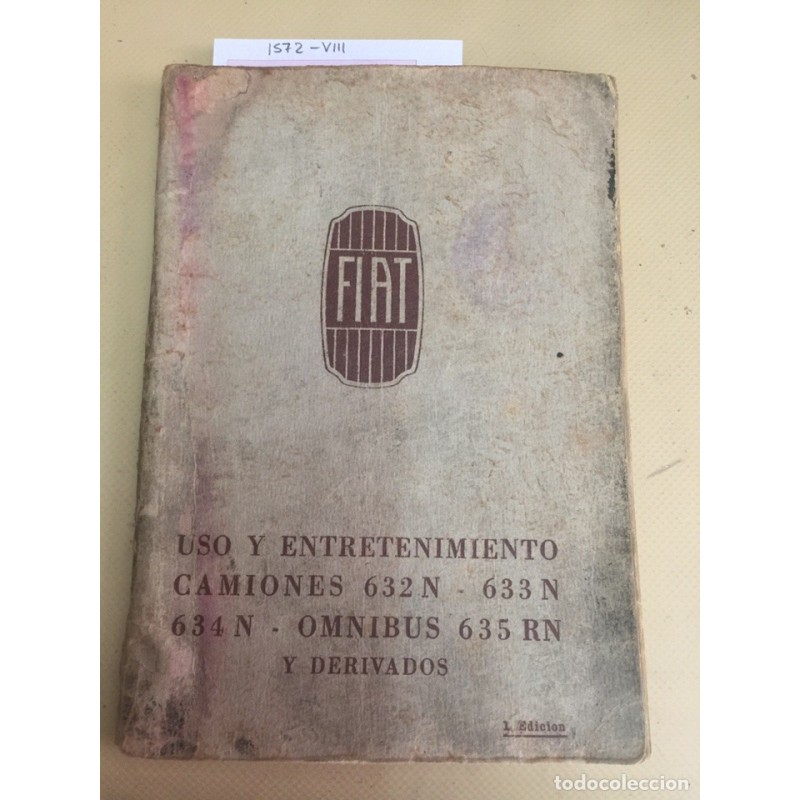 1572-VIII
FIAT
USO Y ENTRETENIMIENTO
CAMIONES 632 N - 633 N
634 N - OMNIBUS 635 RN
Y DERIVADOS
1. Edicion
todocoleccion